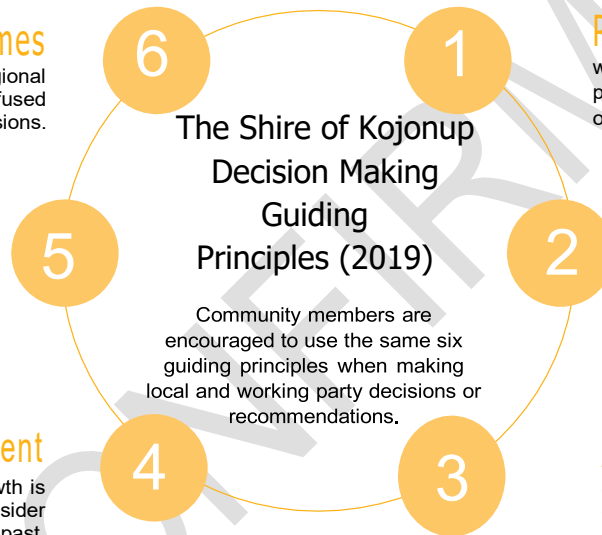 6
1
gional
fused
sions.
The Shire of Kojonup
Decision Making
Guiding
Principles (2019)
5
2
Community members are
encouraged to use the same six
guiding principles when making
local and working party decisions or
recommendations.
4
3
ent
wth is
sider
past.